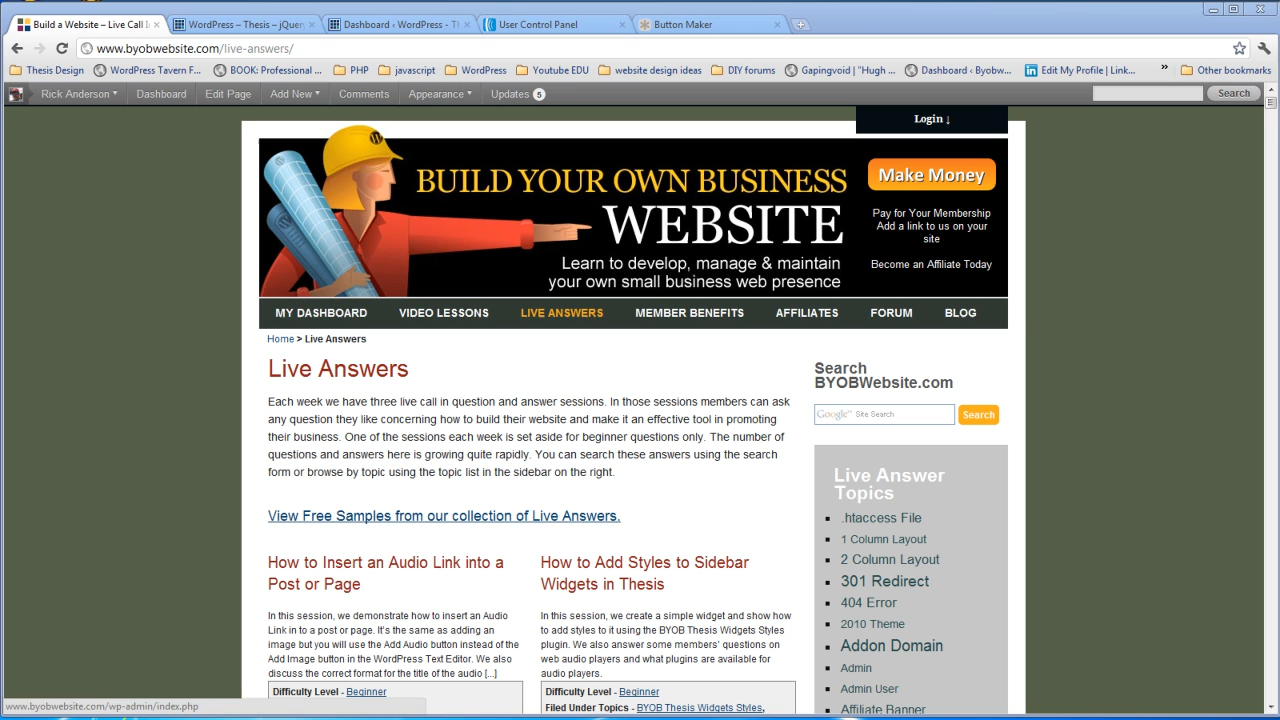 Build a Website – Live Call I
WordPress – Thesis – jQuery
Dashboard ‹ WordPress - T
User Control Panel
Button Maker
www.byobwebsite.com/live-answers/
Thesis Design
WordPress Tavern F...
BOOK: Professional ...
PHP
javascript
WordPress
Youtube EDU
website design ideas
DIY forums
Gapingvoid | "Hugh ...
Dashboard ‹ Byobw...
Edit My Profile | Link...
»
Other bookmarks
Rick Anderson
Dashboard
Edit Page
Add New
Comments
Appearance
Updates 5
Search
Login ↓
BUILD YOUR OWN BUSINESS
WEBSITE
Learn to develop, manage & maintain
your own small business web presence
Make Money
Pay for Your Membership
Add a link to us on your
site
Become an Affiliate Today
MY DASHBOARD
VIDEO LESSONS
LIVE ANSWERS
MEMBER BENEFITS
AFFILIATES
FORUM
BLOG
Home > Live Answers
Live Answers
Each week we have three live call in question and answer sessions. In those sessions members can ask
any question they like concerning how to build their website and make it an effective tool in promoting
their business. One of the sessions each week is set aside for beginner questions only. The number of
questions and answers here is growing quite rapidly. You can search these answers using the search
form or browse by topic using the topic list in the sidebar on the right.
View Free Samples from our collection of Live Answers.
How to Insert an Audio Link into a
Post or Page
In this session, we demonstrate how to insert an Audio
Link in to a post or page. It's the same as adding an
image but you will use the Add Audio button instead of the
Add Image button in the WordPress Text Editor. We also
discuss the correct format for the title of the audio [...]
Difficulty Level - Beginner
How to Add Styles to Sidebar
Widgets in Thesis
In this session, we create a simple widget and show how
to add styles to it using the BYOB Thesis Widgets Styles
plugin. We also answer some members' questions on
web audio players and what plugins are available for
audio players.
Difficulty Level - Beginner
Filed Under Topics - BYOB Thesis Widgets Styles,
Search
BYOBWebsite.com
Google™ Site Search
Search
Live Answer
Topics
.htaccess File
1 Column Layout
2 Column Layout
301 Redirect
404 Error
2010 Theme
Addon Domain
Admin
Admin User
Affiliate Banner
www.byobwebsite.com/wp-admin/index.php